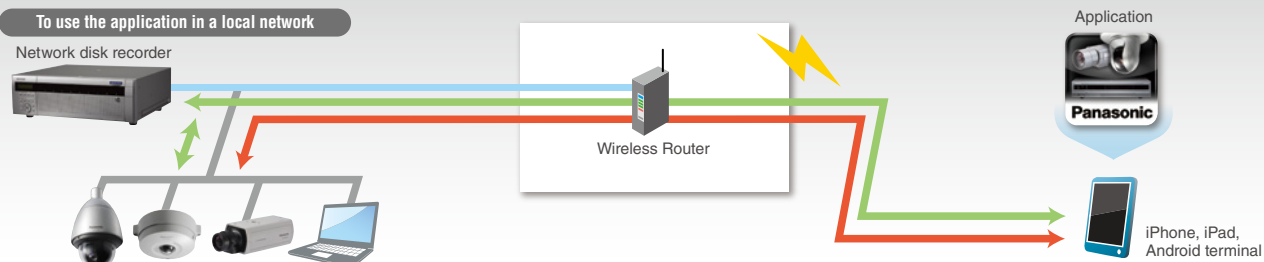 To use the application in a local network
Network disk recorder
Wireless Router
Application
Panasonic
iPhone, iPad,
Android terminal